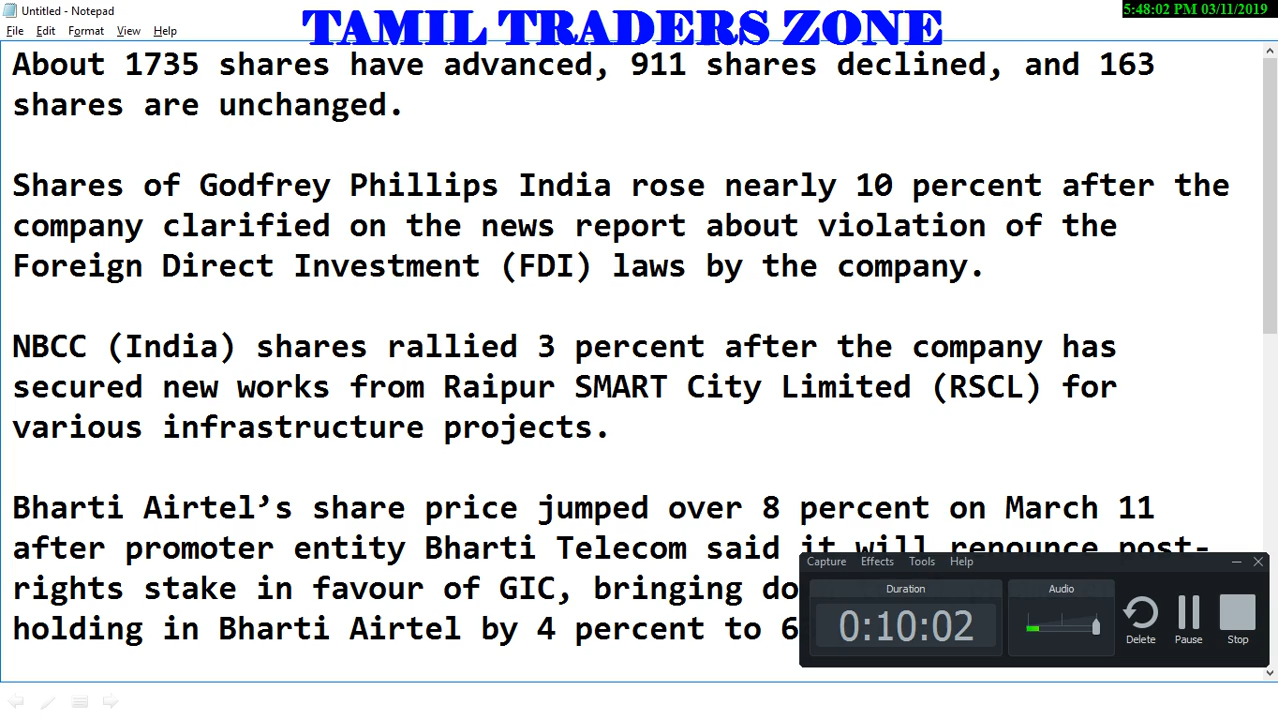 Untitled - Notepad
TAMIL TRADERS ZONE
5:48:02 PM 03/11/2019
File Edit Format View Help
About 1735 shares have advanced, 911 shares declined, and 163
shares are unchanged.
Shares of Godfrey Phillips India rose nearly 10 percent after the
company clarified on the news report about violation of the
Foreign Direct Investment (FDI) laws by the company.
NBCC (India) shares rallied 3 percent after the company has
secured new works from Raipur SMART City Limited (RSCL) for
various infrastructure projects.
Bharti Airtel’s share price jumped over 8 percent on March 11
after promoter entity Bharti Telecom said it will renounce post-
rights stake in favour of GIC, bringing do
holding in Bharti Airtel by 4 percent to 6
Capture Effects Tools Help
Duration
Audio
0:10:02
Delete Pause Stop